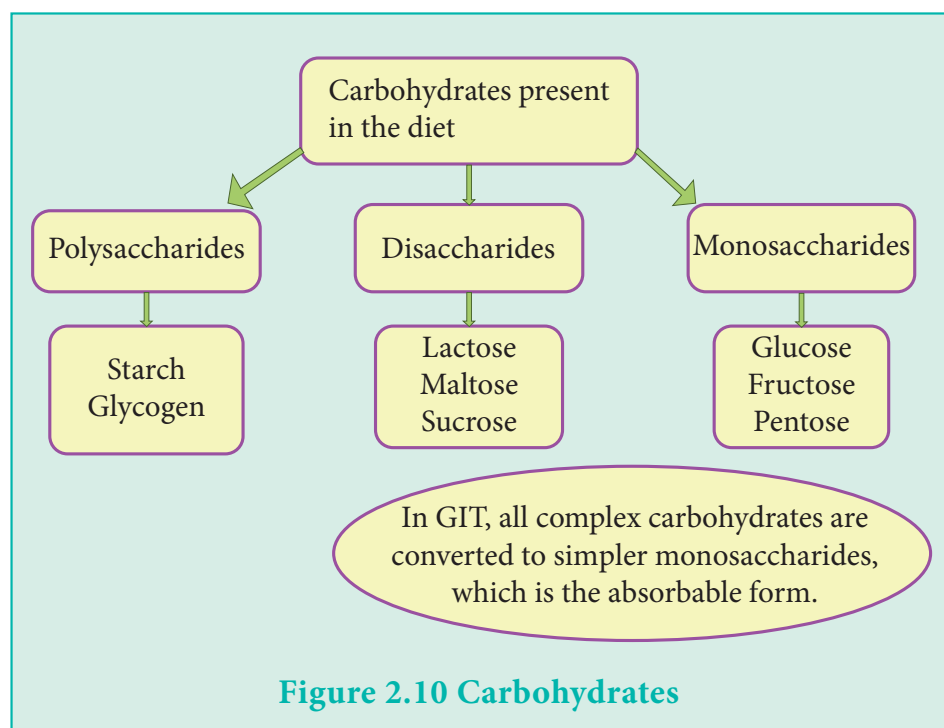 Carbohydrates present
in the diet
Polysaccharides
Disaccharides
Monosaccharides
Starch
Glycogen
Lactose
Maltose
Sucrose
Glucose
Fructose
Pentose
In GIT, all complex carbohydrates are
converted to simpler monosaccharides,
which is the absorbable form.
Figure 2.10 Carbohydrates